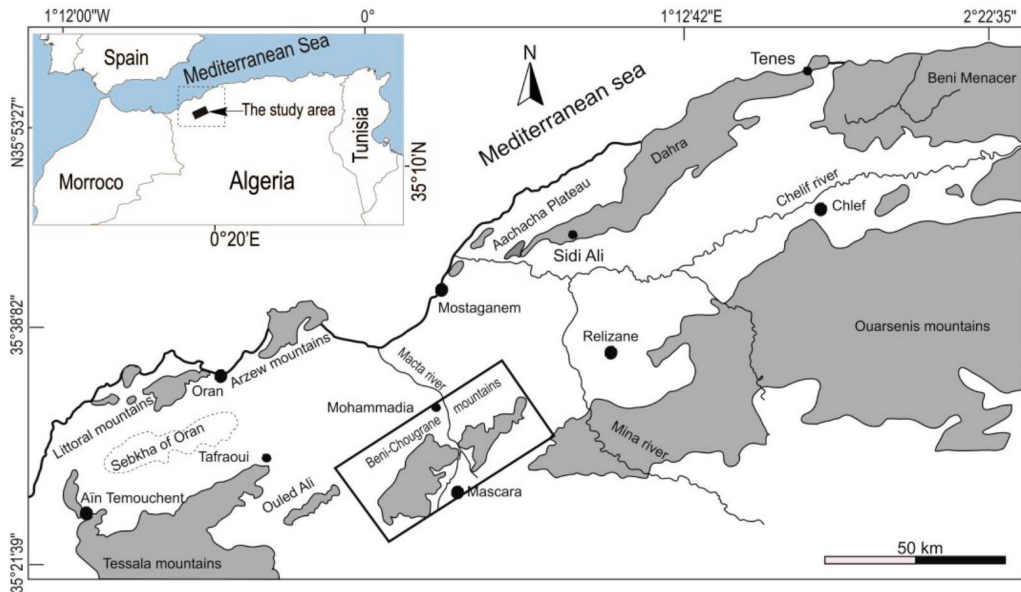 1°12'00"W
0°
1°12'42"E
2°22'35"
N35°53'27"
35°38'82"
35°21'39"
Spain
Mediterranean Sea
The study area
Morroco
Algeria
Tunisia
35°10'N
0°20'E
N
Mediterranean sea
Tenes
Beni Menacer
Dahra
Chelif river
Chlef
Aachacha Plateau
Sidi Ali
Mostaganem
Ouarsenis mountains
Relizane
Arzew mountains
Macta river
Oran
Mohammadia
Beni-Chougrane
mountains
Littoral mountains
Sebkha of Oran
Tafraoui
Mina river
Ouled Ali
Mascara
Aïn Temouchent
Tessala mountains
50 km